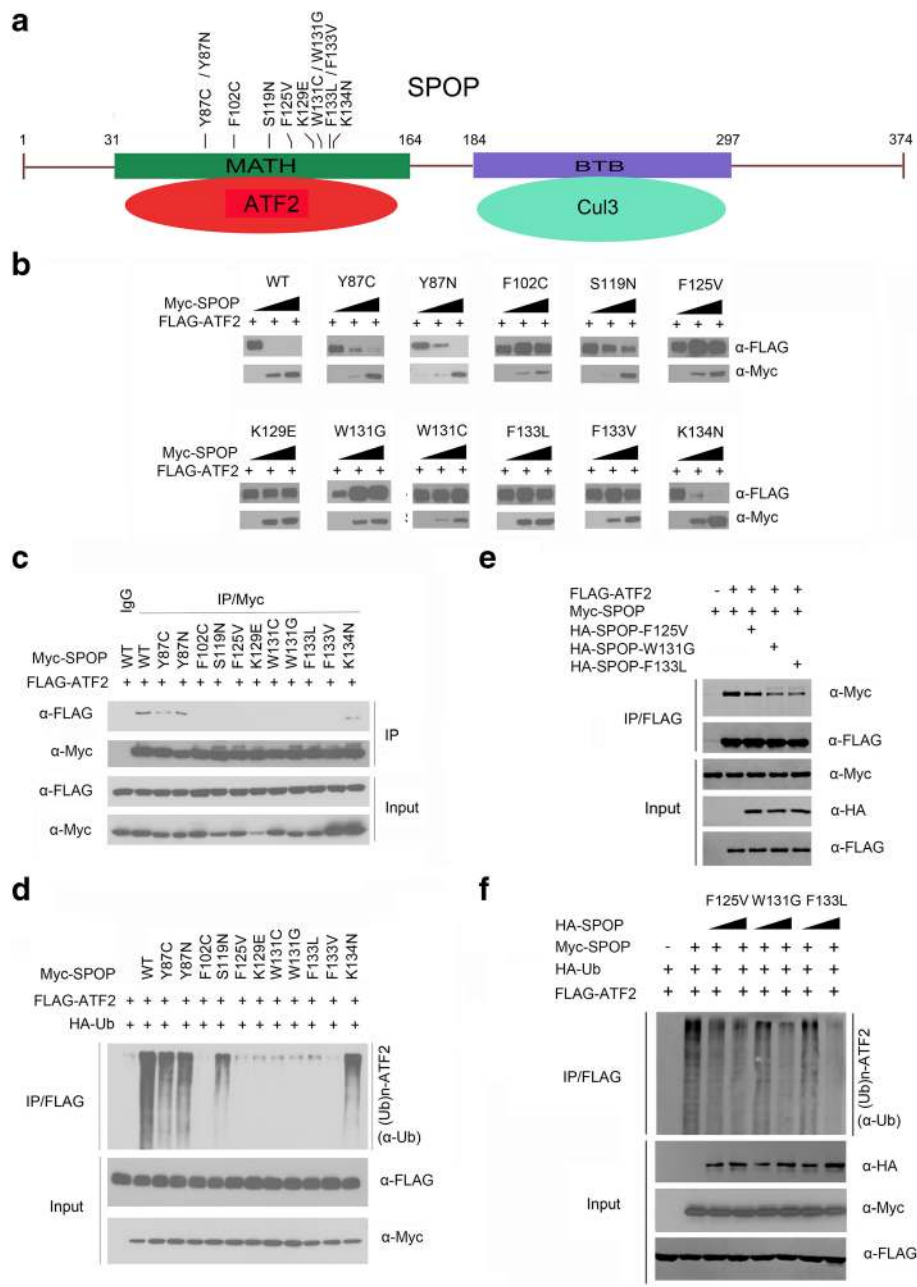 a
Y87C / Y87N
F102C
S119N
F125V
K129E
W131C / W131G
F133L / F133V
K134N
SPOP
1 31 164 184 297 374
MATH BTB
ATF2 Cul3
b
WT Y87C Y87N F102C S119N F125V
Myc-SPOP
FLAG-ATF2 + + + + + + + + + + + + + + + + + +
α-FLAG
α-Myc
K129E W131G W131C F133L F133V K134N
Myc-SPOP
FLAG-ATF2 + + + + + + + + + + + + + + + + + +
α-FLAG
α-Myc
c
IgG IP/Myc
Myc-SPOP WT WT Y87C Y87N F102C S119N F125V K129E W131C W131G F133L F133V K134N
FLAG-ATF2 + + + + + + + + + + + + +
α-FLAG
IP
α-Myc
α-FLAG
Input
α-Myc
d
Myc-SPOP WT Y87C Y87N F102C S119N F125V K129E W131C W131G F133L F133V K134N
FLAG-ATF2 + + + + + + + + + + + + +
HA-Ub + + + + + + + + + + + + +
IP/FLAG
(Ub)n-ATF2
(α-Ub)
α-FLAG
Input
α-Myc
e
FLAG-ATF2 - + + + +
Myc-SPOP + + + + +
HA-SPOP-F125V +
HA-SPOP-W131G +
HA-SPOP-F133L +
α-Myc
IP/FLAG
α-FLAG
α-Myc
Input
α-HA
α-FLAG
f
F125V W131G F133L
HA-SPOP
Myc-SPOP - + + + + + + +
HA-Ub + + + + + + + +
FLAG-ATF2 + + + + + + + +
IP/FLAG
(Ub)n-ATF2
(α-Ub)
α-HA
Input
α-Myc
α-FLAG